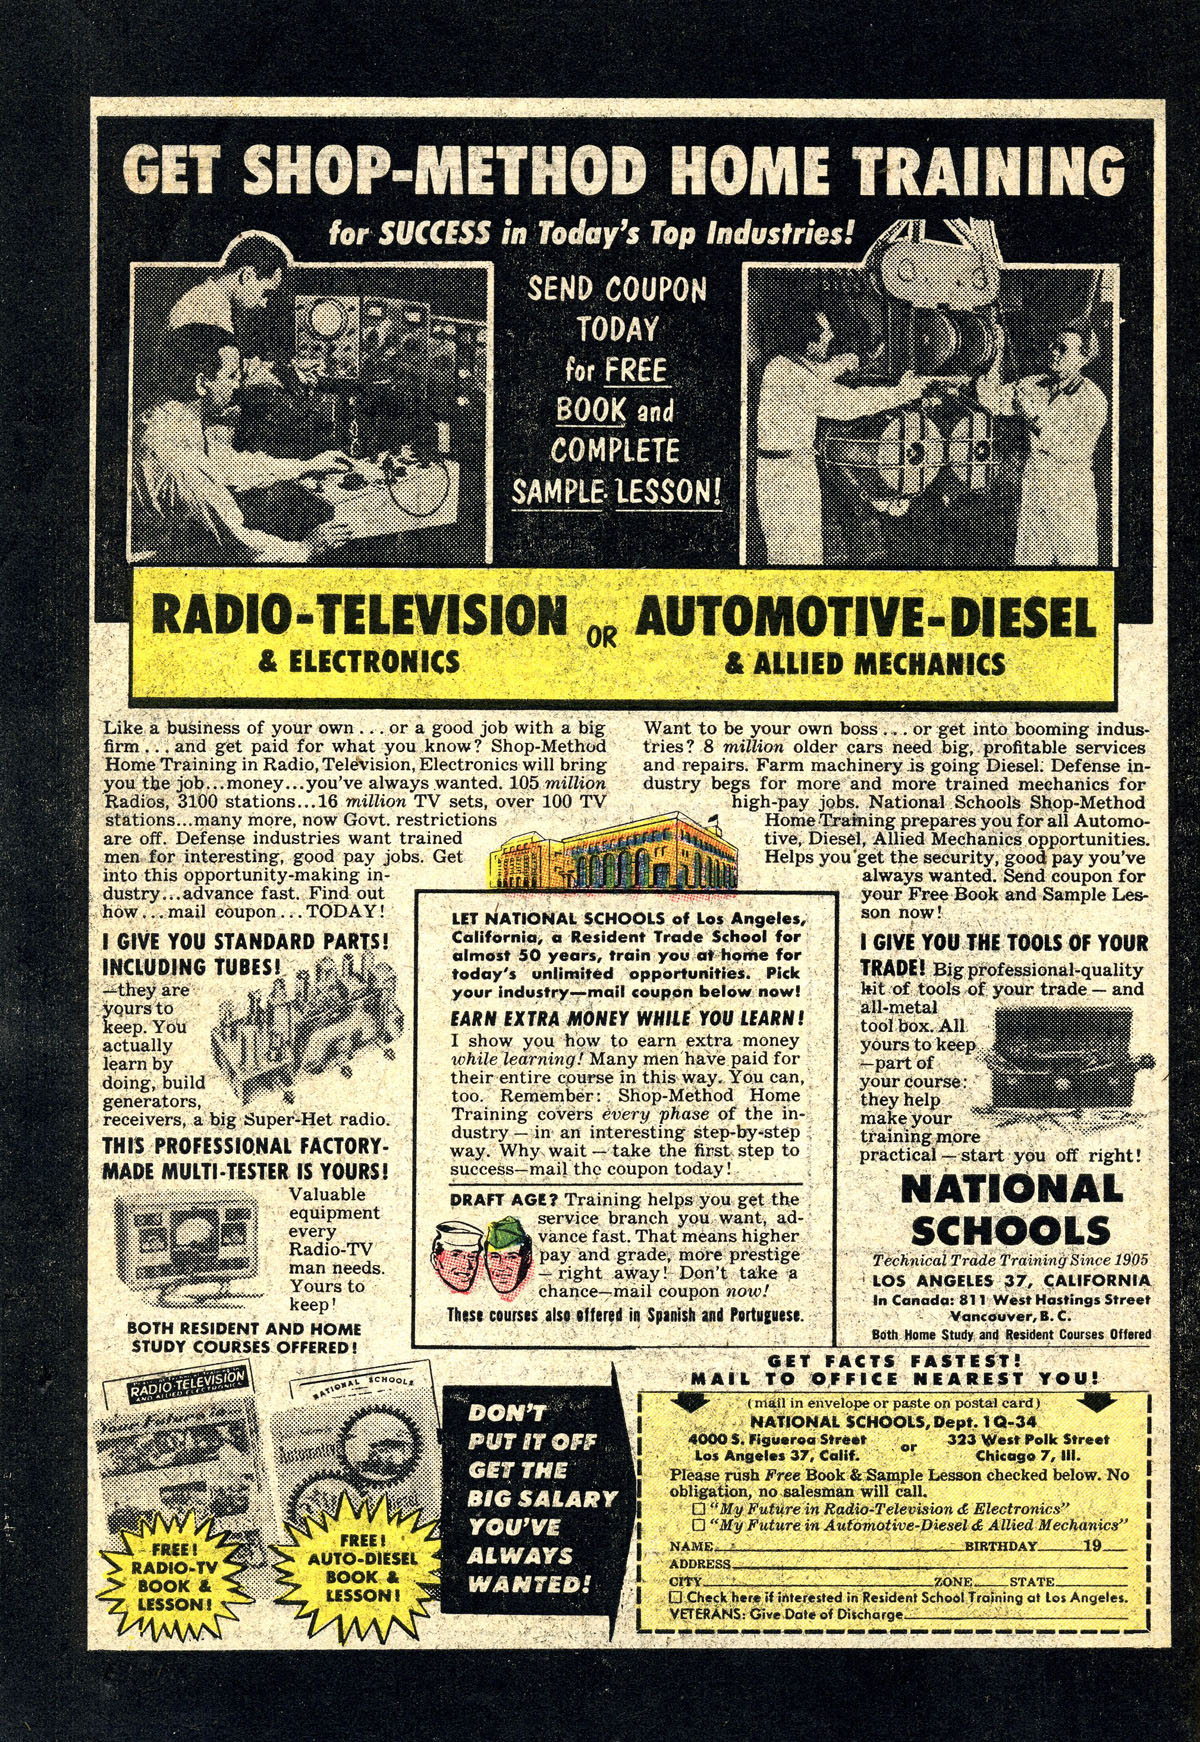 GET SHOP-METHOD HOME TRAINING
for SUCCESS in Today's Top Industries!
SEND COUPON
TODAY
for FREE
BOOK and
COMPLETE
SAMPLE LESSON!
RADIO-TELEVISION
& ELECTRONICS
OR
AUTOMOTIVE-DIESEL
& ALLIED MECHANICS
Like a business of your own . . . or a good job with a big
firm . . . and get paid for what you know? Shop-Method
Home Training in Radio, Television, Electronics will bring
you the job...money...you've always wanted. 105 million
Radios, 3100 stations...16 million TV sets, over 100 TV
stations...many more, now Govt. restrictions
are off. Defense industries want trained
men for interesting, good pay jobs. Get
into this opportunity-making in-
dustry...advance fast. Find out
how...mail coupon...TODAY!
I GIVE YOU STANDARD PARTS!
INCLUDING TUBES!
—they are
yours to
keep. You
actually
learn by
doing, build
generators,
receivers, a big Super-Het radio.
THIS PROFESSIONAL FACTORY-
MADE MULTI-TESTER IS YOURS!
Valuable
equipment
every
Radio-TV
man needs.
Yours to
keep!
BOTH RESIDENT AND HOME
STUDY COURSES OFFERED!
LET NATIONAL SCHOOLS of Los Angeles,
California, a Resident Trade School for
almost 50 years, train you at home for
today's unlimited opportunities. Pick
your industry—mail coupon below now!
EARN EXTRA MONEY WHILE YOU LEARN!
I show you how to earn extra money
while learning! Many men have paid for
their entire course in this way. You can,
too. Remember: Shop-Method Home
Training covers every phase of the in-
dustry — in an interesting step-by-step
way. Why wait — take the first step to
success—mail the coupon today!
DRAFT AGE? Training helps you get the
service branch you want, ad-
vance fast. That means higher
pay and grade, more prestige
— right away! Don't take a
chance—mail coupon now!
These courses also offered in Spanish and Portuguese.
Want to be your own boss . . . or get into booming indus-
tries? 8 million older cars need big, profitable services
and repairs. Farm machinery is going Diesel. Defense in-
dustry begs for more and more trained mechanics for
high-pay jobs. National Schools Shop-Method
Home Training prepares you for all Automo-
tive, Diesel, Allied Mechanics opportunities.
Helps you get the security, good pay you've
always wanted. Send coupon for
your Free Book and Sample Les-
son now!
I GIVE YOU THE TOOLS OF YOUR
TRADE! Big professional-quality
kit of tools of your trade — and
all-metal
tool box. All
yours to keep
—part of
your course:
they help
make your
training more
practical — start you off right!
NATIONAL
SCHOOLS
Technical Trade Training Since 1905
LOS ANGELES 37, CALIFORNIA
In Canada: 811 West Hastings Street
Vancouver, B. C.
Both Home Study and Resident Courses Offered
RADIO-TELEVISION
AND ALLIED ELECTRONICS
Your Future in
NATIONAL SCHOOLS
FREE!
RADIO-TV
BOOK &
LESSON!
FREE!
AUTO-DIESEL
BOOK &
LESSON!
DON'T
PUT IT OFF
GET THE
BIG SALARY
YOU'VE
ALWAYS
WANTED!
GET FACTS FASTEST!
MAIL TO OFFICE NEAREST YOU!
(mail in envelope or paste on postal card)
NATIONAL SCHOOLS, Dept. 1Q-34
4000 S. Figueroa Street
Los Angeles 37, Calif.
or
323 West Polk Street
Chicago 7, Ill.
Please rush Free Book & Sample Lesson checked below. No
obligation, no salesman will call.
☐ "My Future in Radio-Television & Electronics"
☐ "My Future in Automotive-Diesel & Allied Mechanics"
NAME BIRTHDAY 19
ADDRESS
CITY ZONE STATE
☐ Check here if interested in Resident School Training at Los Angeles.
VETERANS: Give Date of Discharge